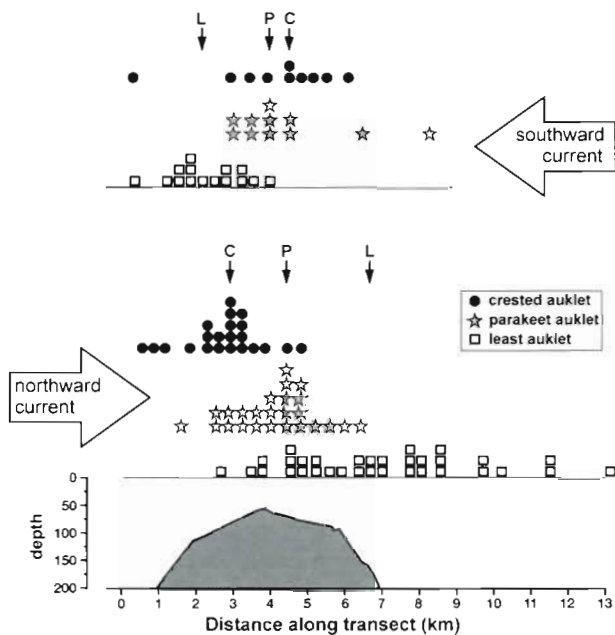 L P C
southward
current
C P L
crested auklet
parakeet auklet
least auklet
northward
current
0
50
100
150
200
depth
0 1 2 3 4 5 6 7 8 9 10 11 12 13
Distance along transect (km)